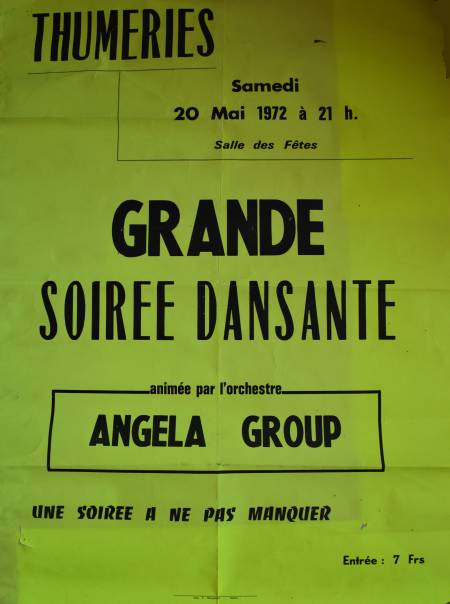 THUMERIES
Samedi
20 Mai 1972 à 21 h.
Salle des Fêtes
GRANDE
SOIREE DANSANTE
animée par l'orchestre
ANGELA GROUP
UNE SOIREE A NE PAS MANQUER
Entrée : 7 Frs